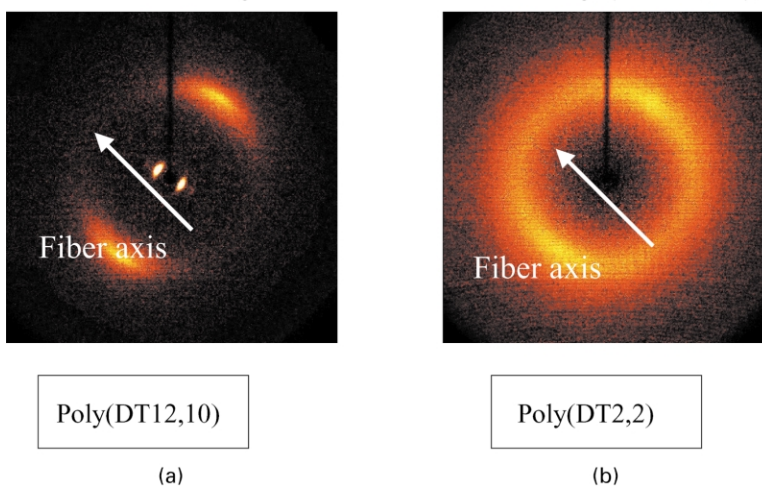 Fiber axis
Fiber axis
Poly(DT12,10)
Poly(DT2,2)
(a)
(b)